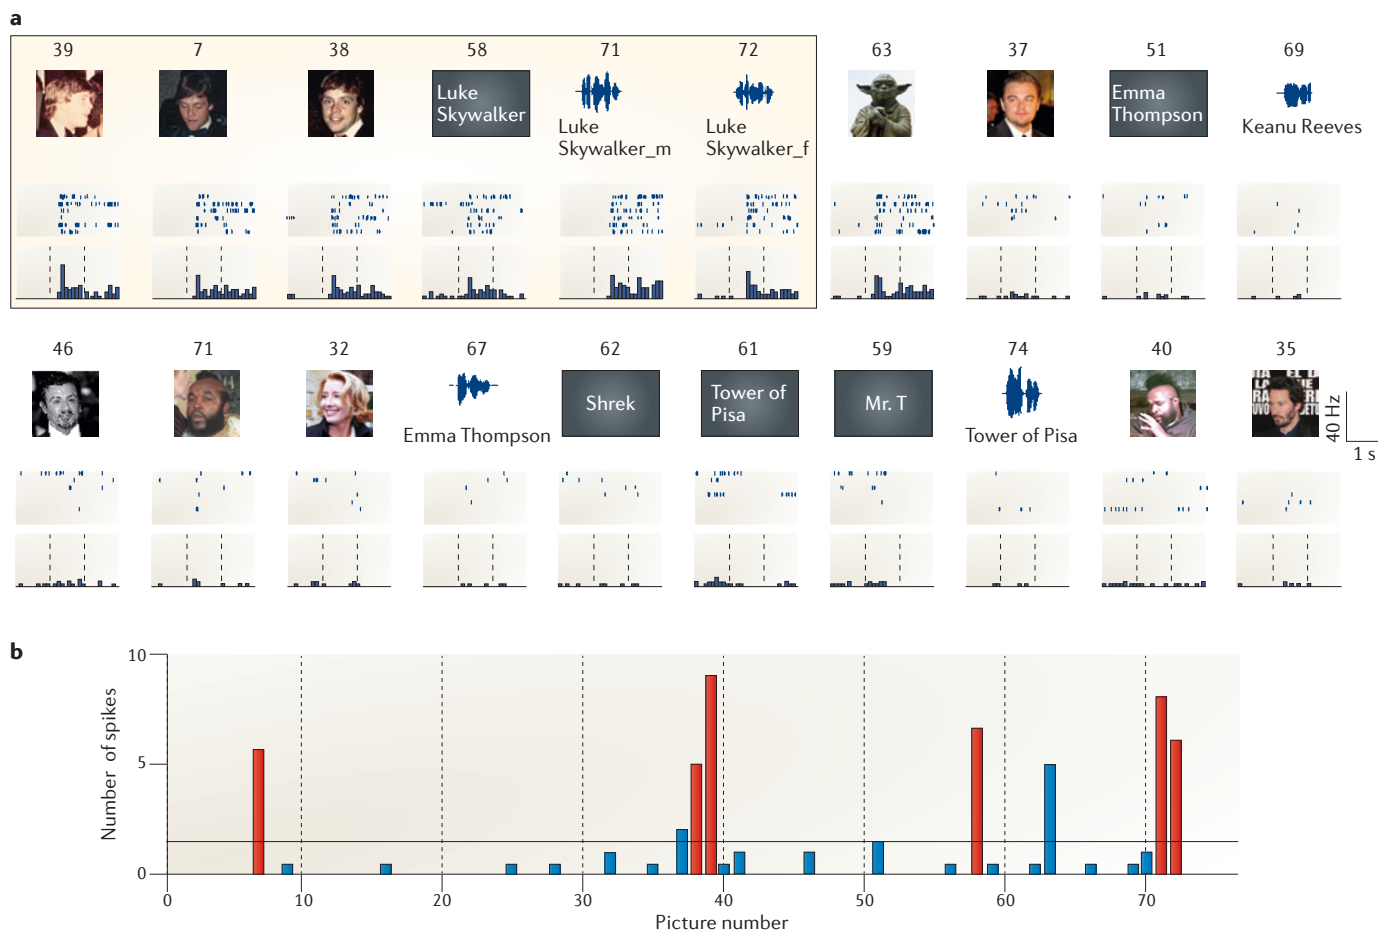 a
39 7 38 58 71 72 63 37 51 69
Luke
Skywalker
Luke
Skywalker_m
Luke
Skywalker_f
Emma
Thompson
Keanu Reeves
46 71 32 67 62 61 59 74 40 35
Emma Thompson
Shrek
Tower of
Pisa
Mr. T
Tower of Pisa
40 Hz
1 s
b
Number of spikes
10
5
0
0 10 20 30 40 50 60 70
Picture number